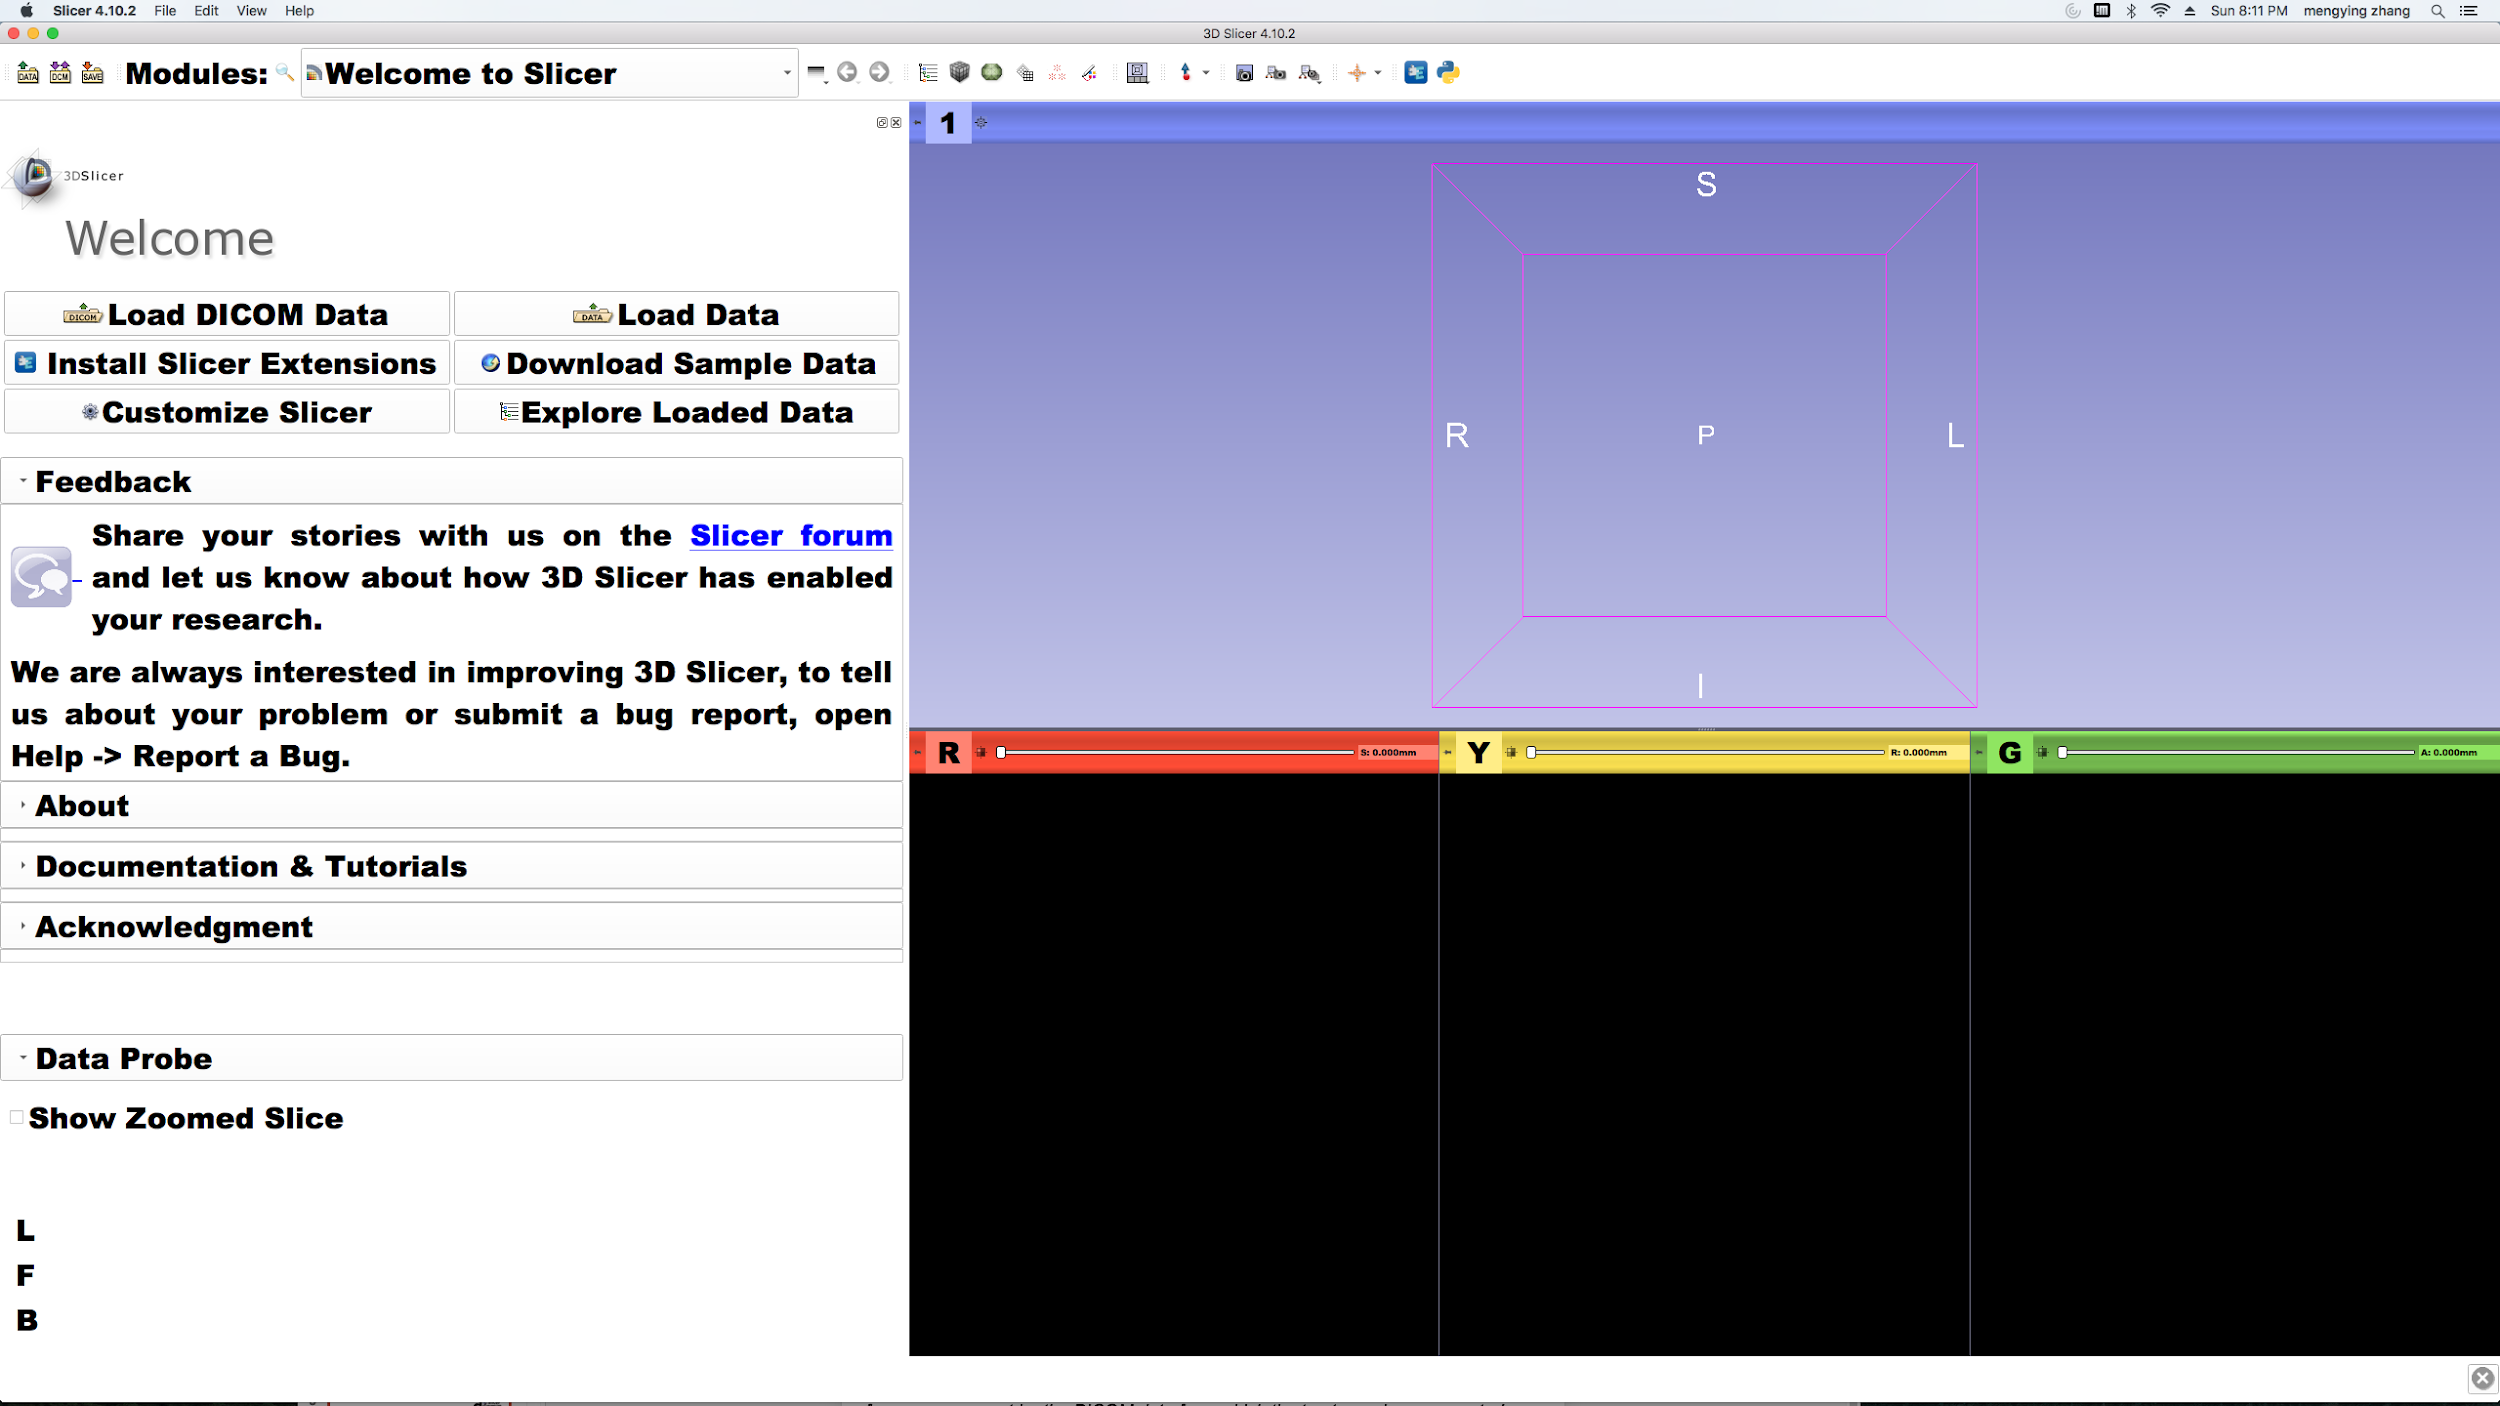 Slicer 4.10.2 File Edit View Help
Sun 8:11 PM mengying zhang
3D Slicer 4.10.2
DATA DCM SAVE Modules: Welcome to Slicer
1
3DSlicer
Welcome
DICOM Load DICOM Data
DATA Load Data
Install Slicer Extensions
Download Sample Data
Customize Slicer
Explore Loaded Data
Feedback
Share your stories with us on the Slicer forum
and let us know about how 3D Slicer has enabled
your research.
We are always interested in improving 3D Slicer, to tell
us about your problem or submit a bug report, open
Help -> Report a Bug.
About
Documentation & Tutorials
Acknowledgment
Data Probe
Show Zoomed Slice
L
F
B
S
R P L
I
R S: 0.000mm
Y R: 0.000mm
G A: 0.000mm